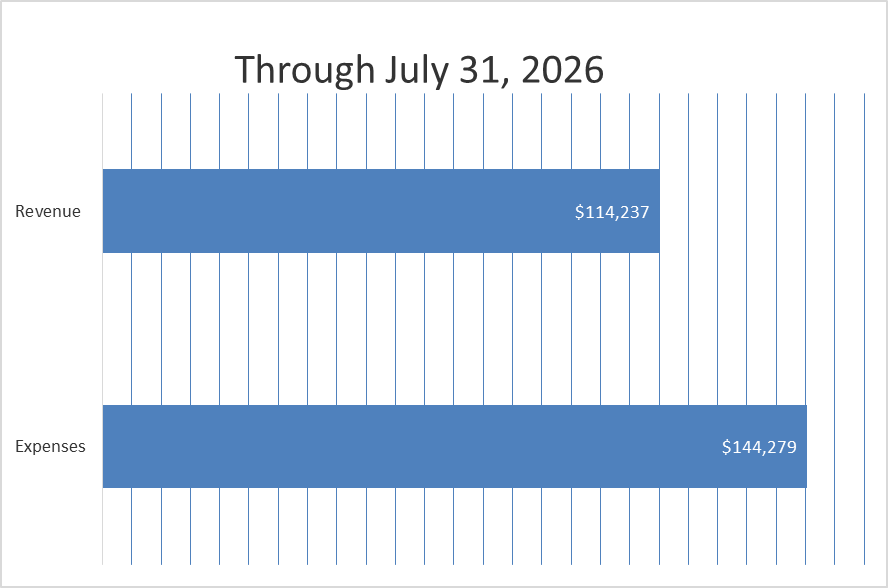 Through July 31, 2026
Revenue
$114,237
Expenses
$144,279